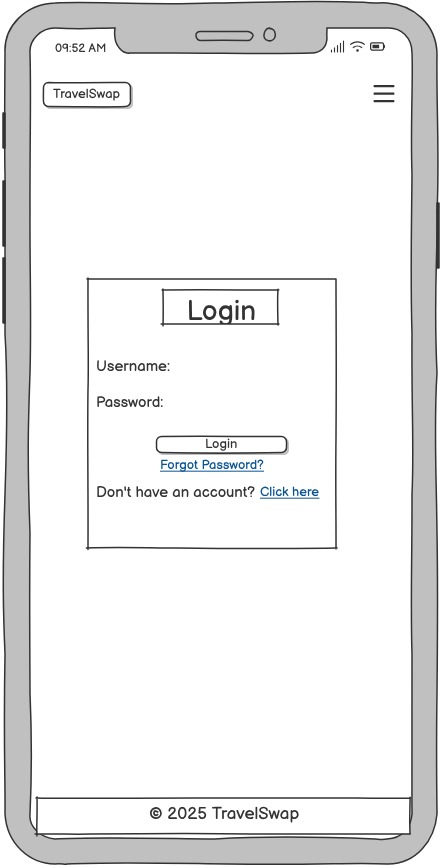 09:52 AM
TravelSwap
Login
Username:
Password:
Login
Forgot Password?
Don't have an account? Click here
© 2025 TravelSwap